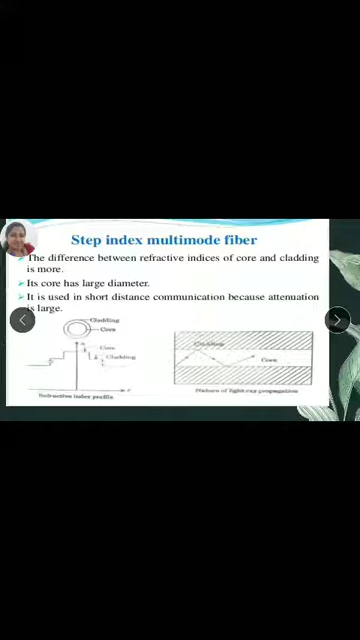 Step index multimode fiber
The difference between refractive indices of core and cladding
is more.
Its core has large diameter.
It is used in short distance communication because attenuation
is large.
Cladding
Core
n
Core
Cladding
r
Refractive index profile
Cladding
Core
Nature of light ray propagation